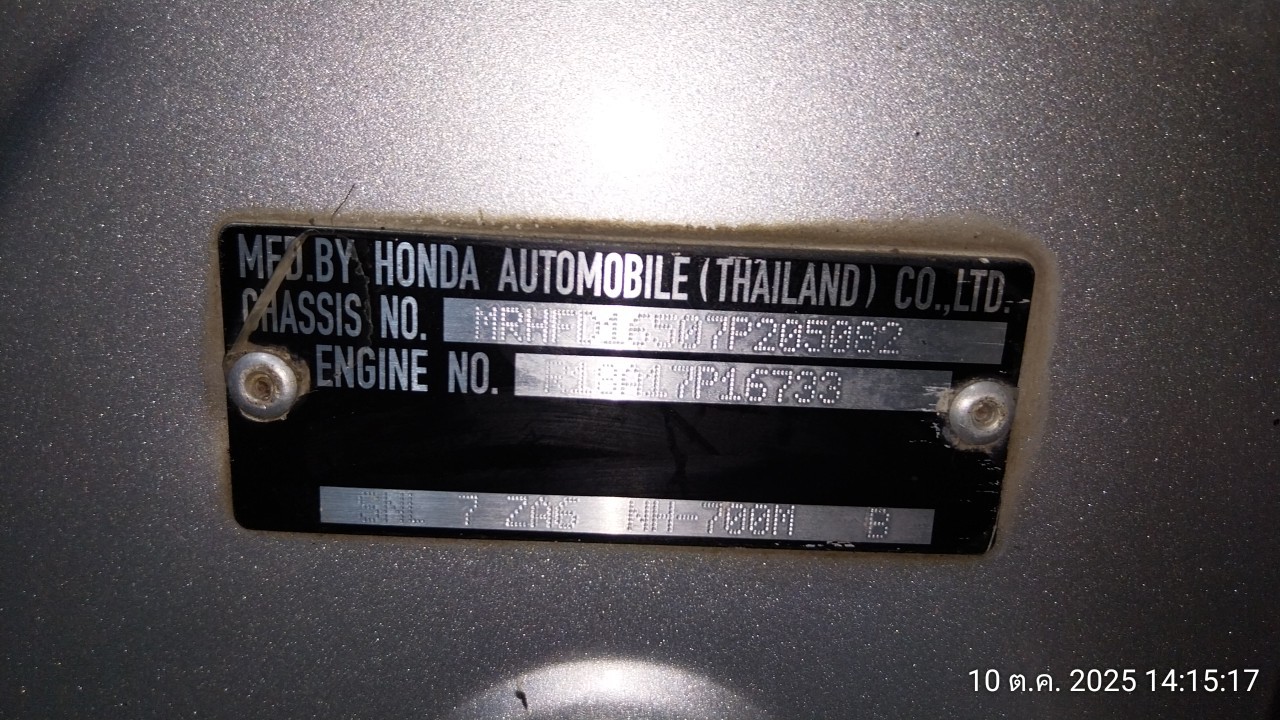 MFD.BY HONDA AUTOMOBILE (THAILAND) CO.,LTD.
CHASSIS NO. MRHFD16507P205082
ENGINE NO. R18A17P16733
GNL 7 ZA6 NH-700M B
10 ต.ค. 2025 14:15:17